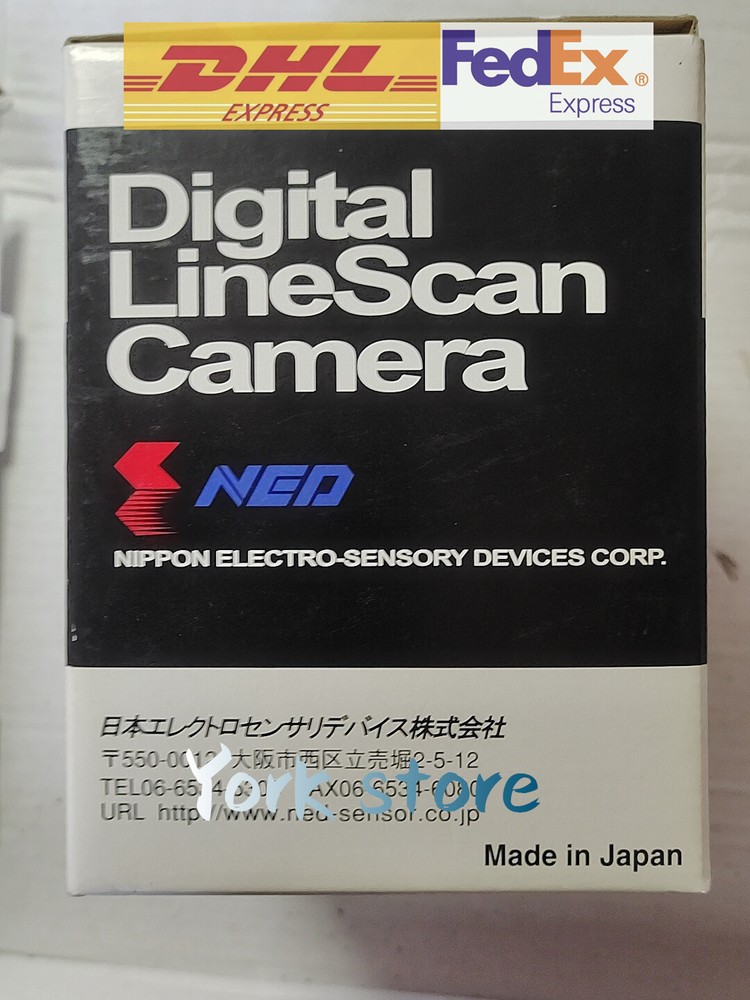 DHL
EXPRESS
FedEx®
Express
Digital
LineScan
Camera
NED
NIPPON ELECTRO-SENSORY DEVICES CORP.
日本エレクトロセンサリデバイス株式会社
大阪市西区立売堀2-5-12
York store
URL http://www.ned-sensor.co.jp
Made in Japan